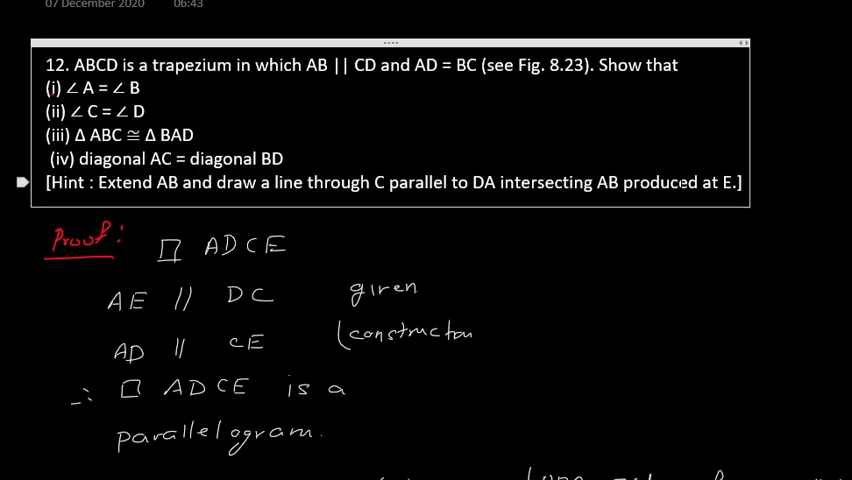 07 December 2020 06:43
12. ABCD is a trapezium in which AB || CD and AD = BC (see Fig. 8.23). Show that
(i) ∠ A = ∠ B
(ii) ∠ C = ∠ D
(iii) Δ ABC ≅ Δ BAD
(iv) diagonal AC = diagonal BD
[Hint : Extend AB and draw a line through C parallel to DA intersecting AB produced at E.]
Proof :
□ ADCE
AE // DC given
AD // CE (constructon
∴ □ ADCE is a
parallelogram.